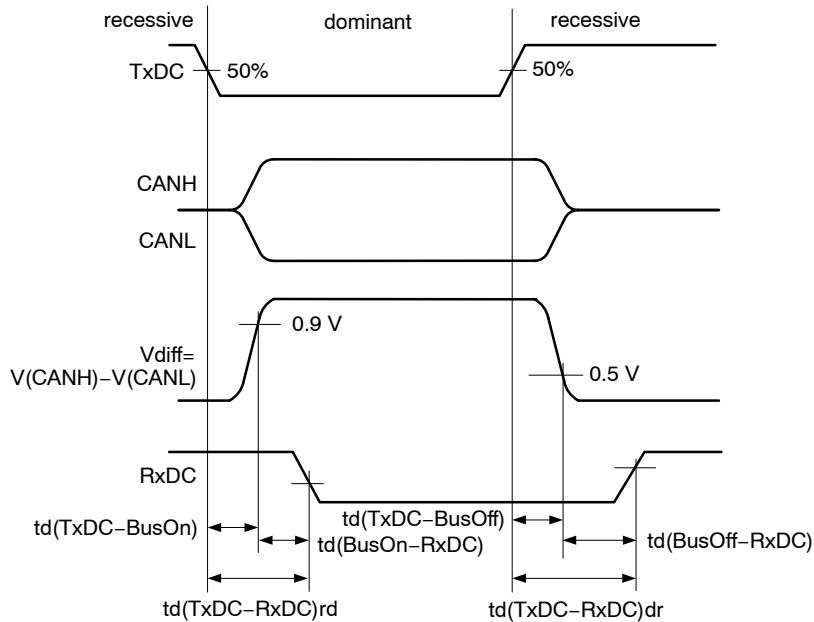 recessive dominant recessive
TxDC 50% 50%
CANH
CANL
0.9 V
Vdiff=
V(CANH)−V(CANL)
0.5 V
RxDC
td(TxDC−BusOn) td(BusOn−RxDC) td(TxDC−BusOff) td(BusOff−RxDC)
td(TxDC−RxDC)rd td(TxDC−RxDC)dr